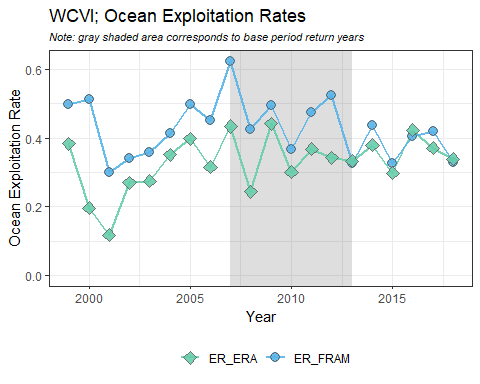 WCVI; Ocean Exploitation Rates
Note: gray shaded area corresponds to base period return years
Ocean Exploitation Rate
0.6
0.4
0.2
0.0
2000 2005 2010 2015
Year
ER_ERA ER_FRAM